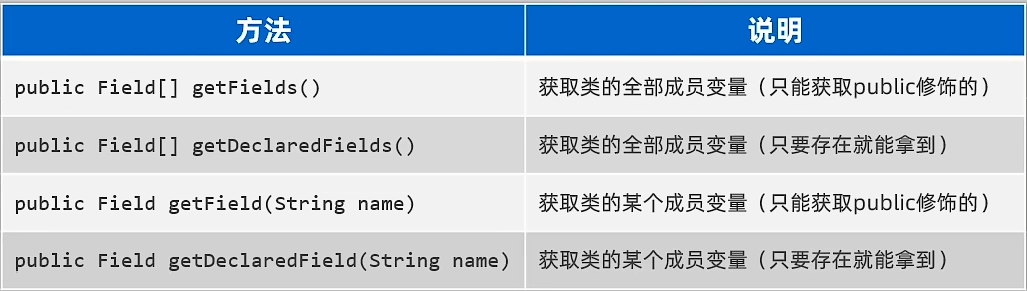 方法 说明
public Field[] getFields() 获取类的全部成员变量（只能获取public修饰的）
public Field[] getDeclaredFields() 获取类的全部成员变量（只要存在就能拿到）
public Field getField(String name) 获取类的某个成员变量（只能获取public修饰的）
public Field getDeclaredField(String name) 获取类的某个成员变量（只要存在就能拿到）